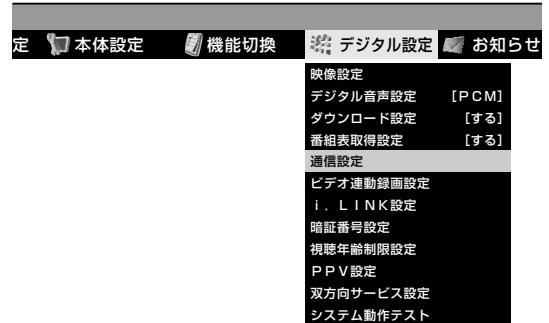 定 本体設定 機能切換 デジタル設定 お知らせ
映像設定
デジタル音声設定 [PCM]
ダウンロード設定 [する]
番組表取得設定 [する]
通信設定
ビデオ連動録画設定
i.LINK設定
暗証番号設定
視聴年齢制限設定
PPV設定
双方向サービス設定
システム動作テスト